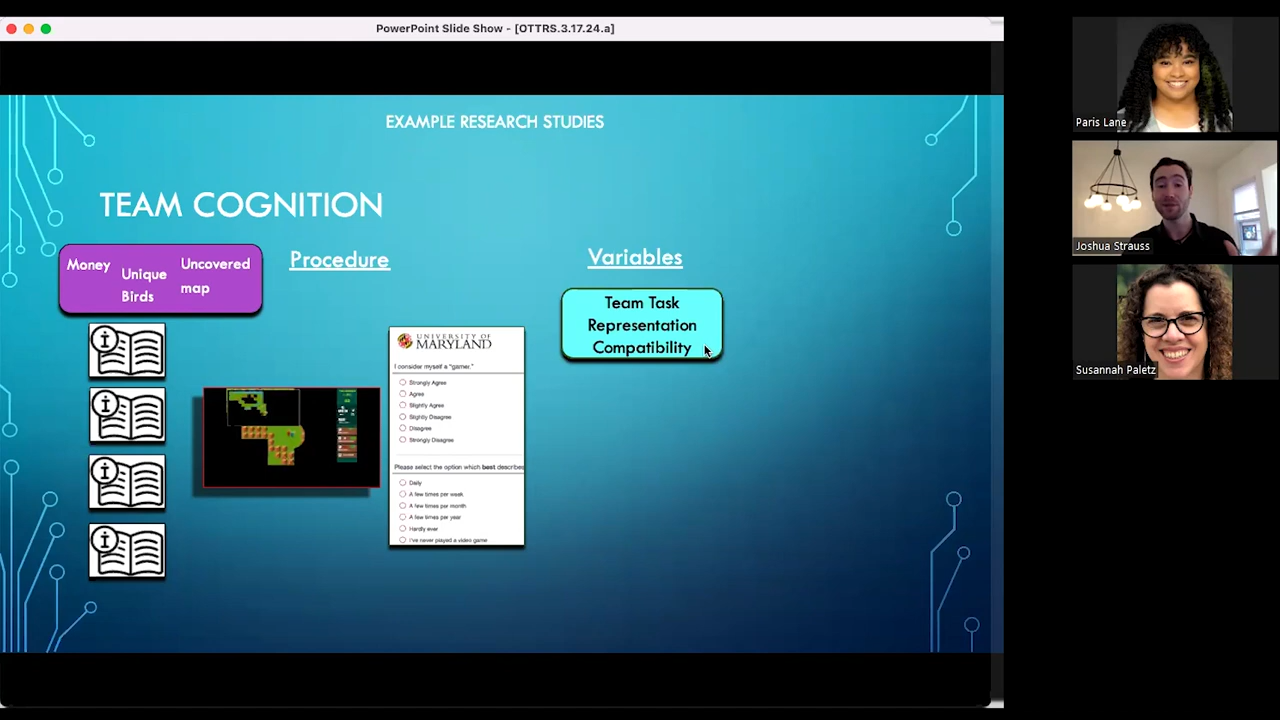 PowerPoint Slide Show - [OTTRS.3.17.24.a]
EXAMPLE RESEARCH STUDIES
TEAM COGNITION
Money
Unique
Birds
Uncovered
map
Procedure
UNIVERSITY OF
MARYLAND
I consider myself a "gamer."
Strongly Agree
Agree
Slightly Agree
Slightly Disagree
Disagree
Strongly Disagree
Please select the option which best describes
Daily
A few times per week
A few times per month
A few times per year
Hardly ever
I've never played a video game
Variables
Team Task
Representation
Compatibility
Paris Lane
Joshua Strauss
Susannah Paletz